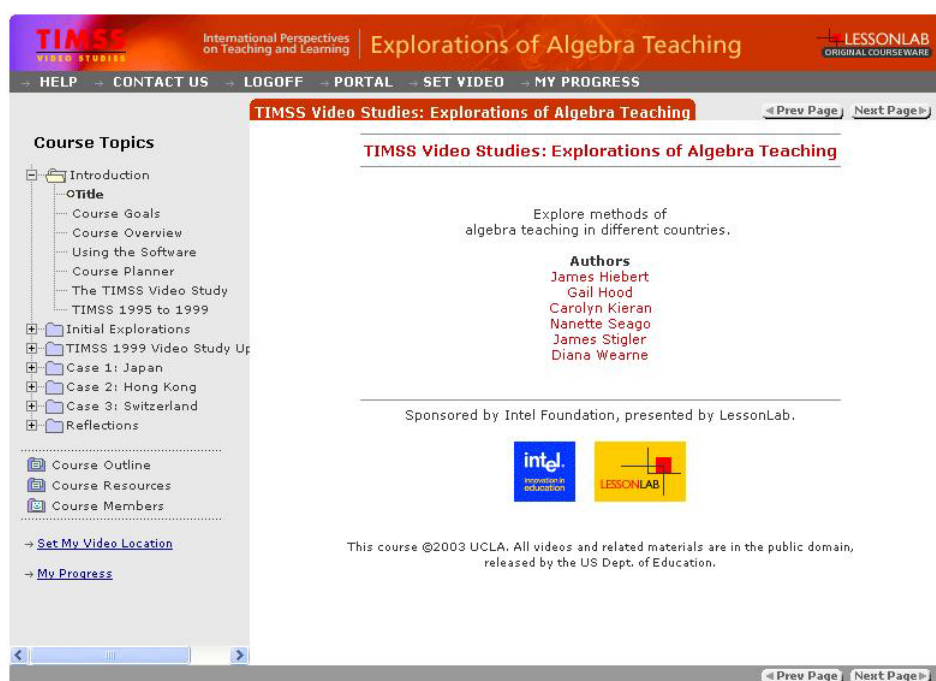 TIMSS
VIDEO STUDIES
International Perspectives
on Teaching and Learning
Explorations of Algebra Teaching
LESSONLAB
ORIGINAL COURSEWARE
→ HELP → CONTACT US → LOGOFF → PORTAL → SET VIDEO → MY PROGRESS
TIMSS Video Studies: Explorations of Algebra Teaching
Prev Page
Next Page
Course Topics
Introduction
Title
Course Goals
Course Overview
Using the Software
Course Planner
The TIMSS Video Study
TIMSS 1995 to 1999
Initial Explorations
TIMSS 1999 Video Study Up
Case 1: Japan
Case 2: Hong Kong
Case 3: Switzerland
Reflections
Course Outline
Course Resources
Course Members
→ Set My Video Location
→ My Progress
TIMSS Video Studies: Explorations of Algebra Teaching
Explore methods of
algebra teaching in different countries.
Authors
James Hiebert
Gail Hood
Carolyn Kieran
Nanette Seago
James Stigler
Diana Wearne
Sponsored by Intel Foundation, presented by LessonLab.
intel.
innovation in
education
LESSONLAB
This course ©2003 UCLA. All videos and related materials are in the public domain,
released by the US Dept. of Education.
Prev Page
Next Page